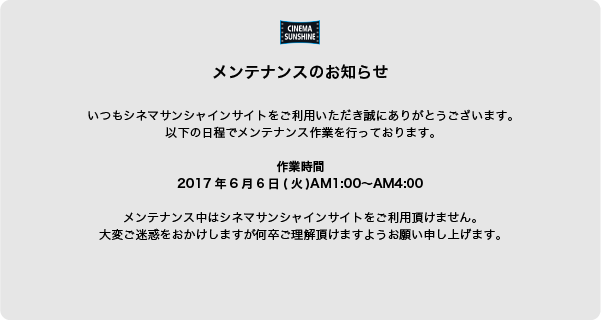 CINEMA
SUNSHINE
メンテナンスのお知らせ
いつもシネマサンシャインサイトをご利用いただき誠にありがとうございます。
以下の日程でメンテナンス作業を行っております。
作業時間
2017年6月6日(火)AM1:00〜AM4:00
メンテナンス中はシネマサンシャインサイトをご利用頂けません。
大変ご迷惑をおかけしますが何卒ご理解頂けますようお願い申し上げます。